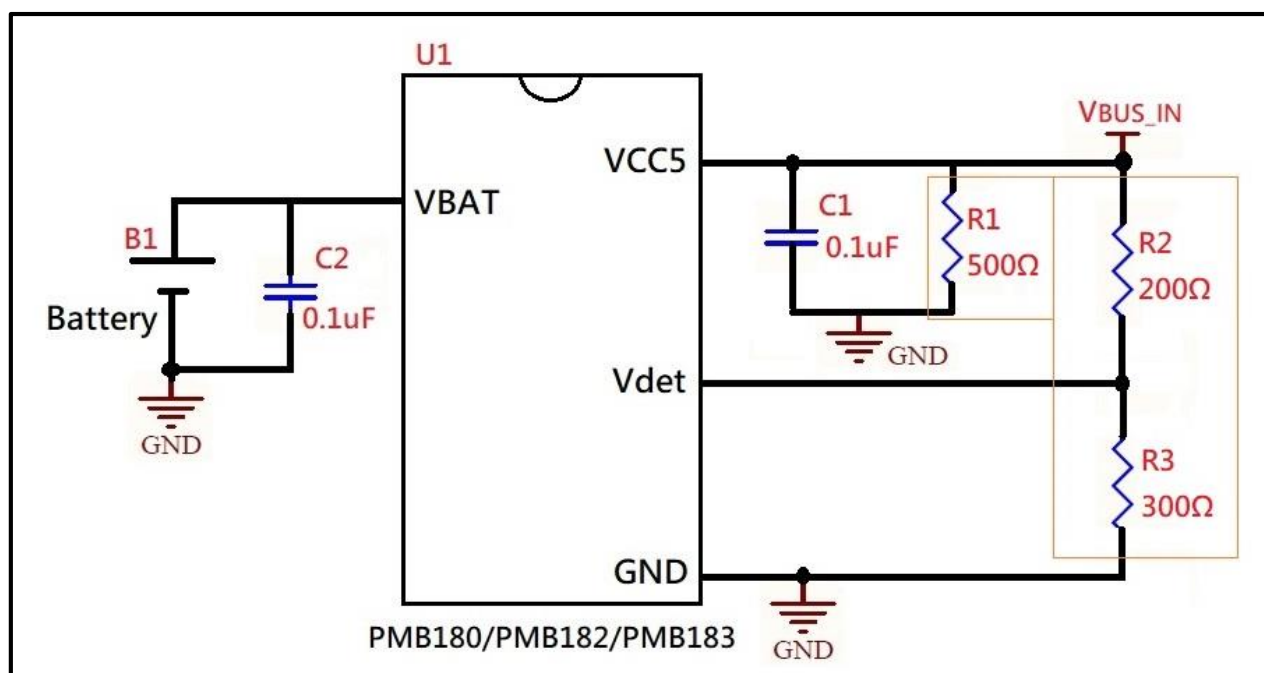 U1
VBUS_IN
VCC5
VBAT
B1
C2
0.1uF
Battery
GND
C1
0.1uF
R1
500Ω
R2
200Ω
GND
Vdet
R3
300Ω
GND
GND
PMB180/PMB182/PMB183